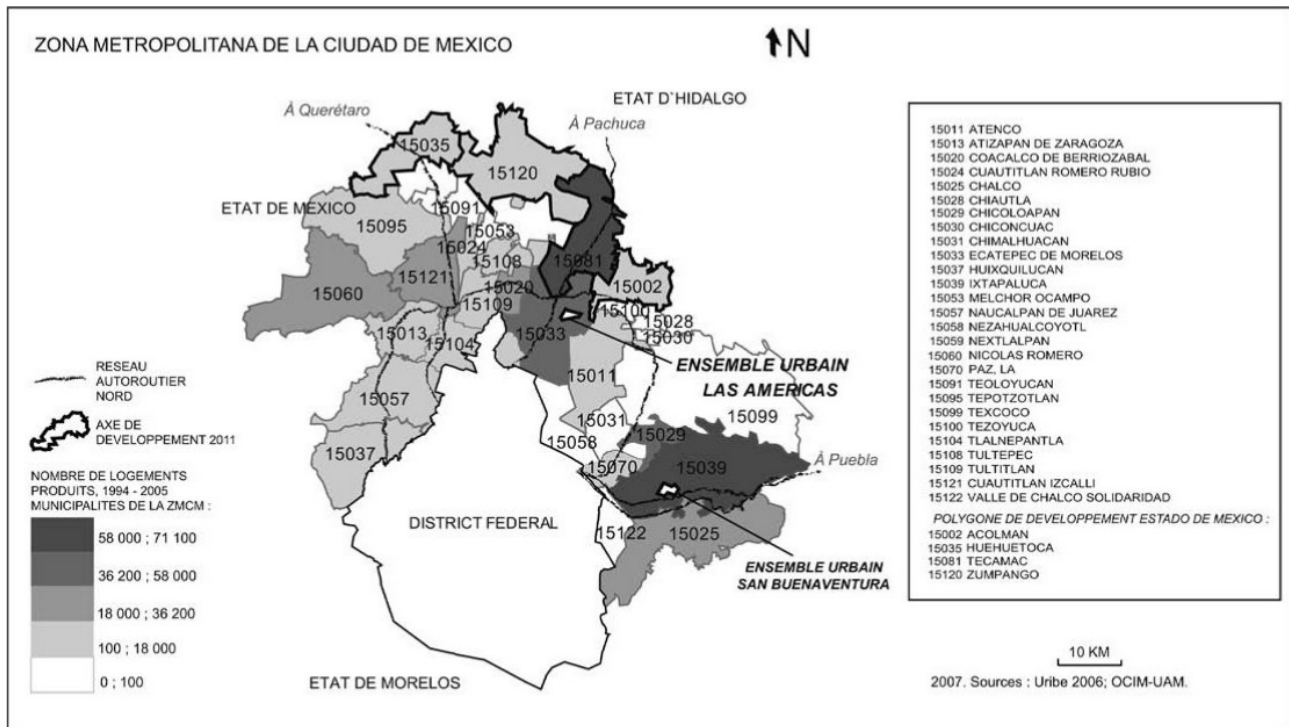 ZONA METROPOLITANA DE LA CIUDAD DE MEXICO
N
ETAT D`HIDALGO
À Querétaro
À Pachuca
15035
15120
ETAT DE MEXICO
15091
15095
15053
15024
15108
15081
15121
15020
15002
15060
15109
15100
15028
15013
15033
15030
15104
ENSEMBLE URBAIN
LAS AMERICAS
15011
15057
15099
15031
15029
15058
15037
15070
15039
À Puebla
DISTRICT FEDERAL
15122
15025
ENSEMBLE URBAIN
SAN BUENAVENTURA
ETAT DE MORELOS
RESEAU
AUTOROUTIER
NORD
AXE DE
DEVELOPPEMENT 2011
NOMBRE DE LOGEMENTS
PRODUITS, 1994 - 2005
MUNICIPALITES DE LA ZMCM :
58 000 ; 71 100
36 200 ; 58 000
18 000 ; 36 200
100 ; 18 000
0 ; 100
15011 ATENCO
15013 ATIZAPAN DE ZARAGOZA
15020 COACALCO DE BERRIOZABAL
15024 CUAUTITLAN ROMERO RUBIO
15025 CHALCO
15028 CHIAUTLA
15029 CHICOLOAPAN
15030 CHICONCUAC
15031 CHIMALHUACAN
15033 ECATEPEC DE MORELOS
15037 HUIXQUILUCAN
15039 IXTAPALUCA
15053 MELCHOR OCAMPO
15057 NAUCALPAN DE JUAREZ
15058 NEZAHUALCOYOTL
15059 NEXTLALPAN
15060 NICOLAS ROMERO
15070 PAZ, LA
15091 TEOLOYUCAN
15095 TEPOTZOTLAN
15099 TEXCOCO
15100 TEZOYUCA
15104 TLALNEPANTLA
15108 TULTEPEC
15109 TULTITLAN
15121 CUAUTITLAN IZCALLI
15122 VALLE DE CHALCO SOLIDARIDAD
POLYGONE DE DEVELOPPEMENT ESTADO DE MEXICO :
15002 ACOLMAN
15035 HUEHUETOCA
15081 TECAMAC
15120 ZUMPANGO
10 KM
2007. Sources : Uribe 2006; OCIM-UAM.